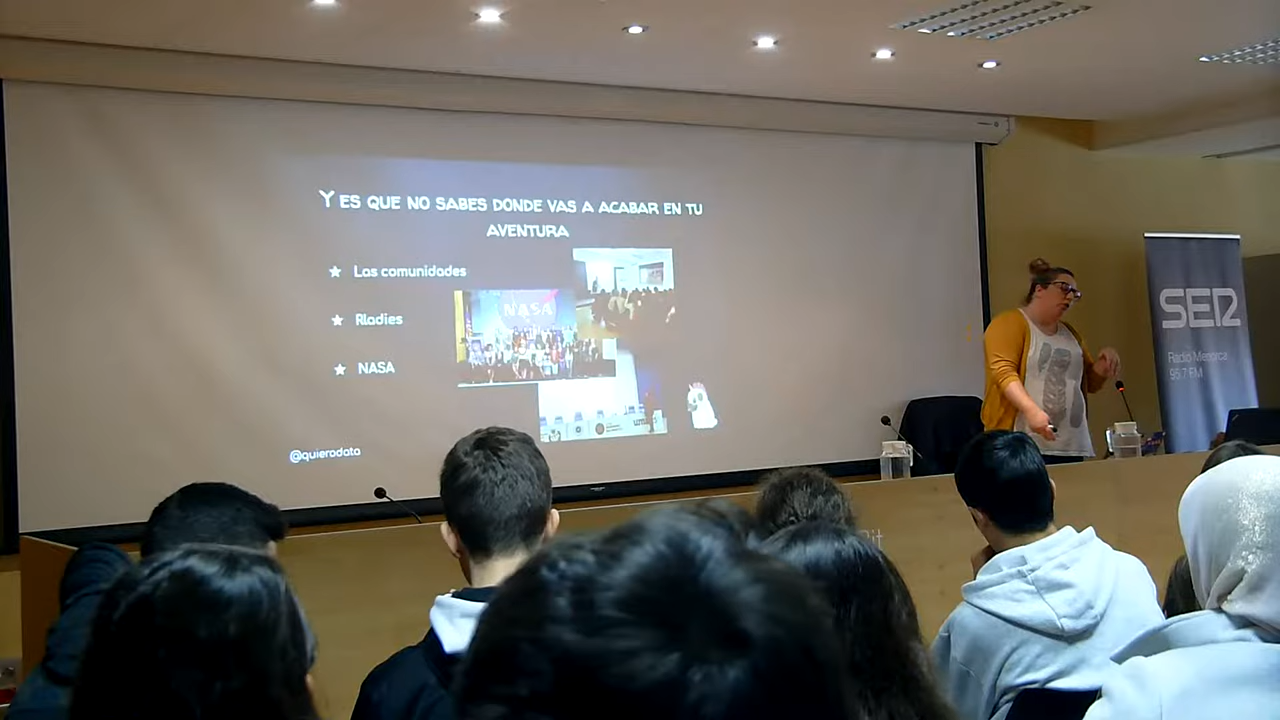 Y ES QUE NO SABES DONDE VAS A ACABAR EN TU
AVENTURA
★ Las comunidades
★ Rladies
★ NASA
NASA
@quierodata
SER
Radio Menorca
95.7 FM